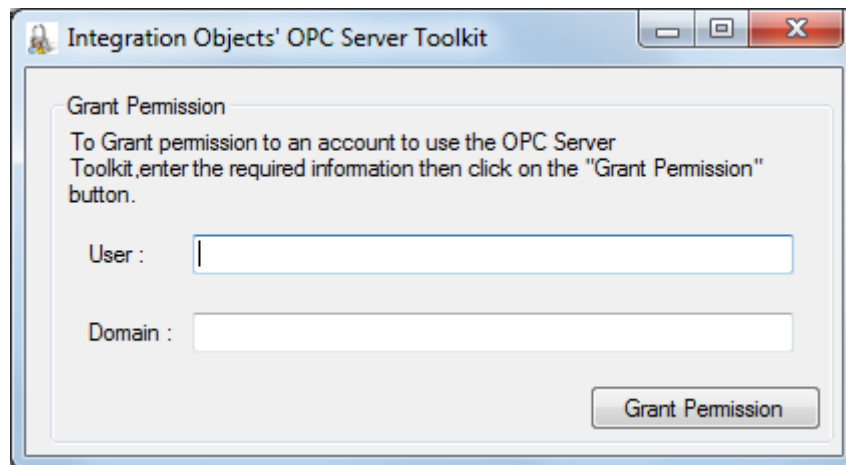 Integration Objects' OPC Server Toolkit
Grant Permission
To Grant permission to an account to use the OPC Server
Toolkit,enter the required information then click on the "Grant Permission"
button.
User :
Domain :
Grant Permission